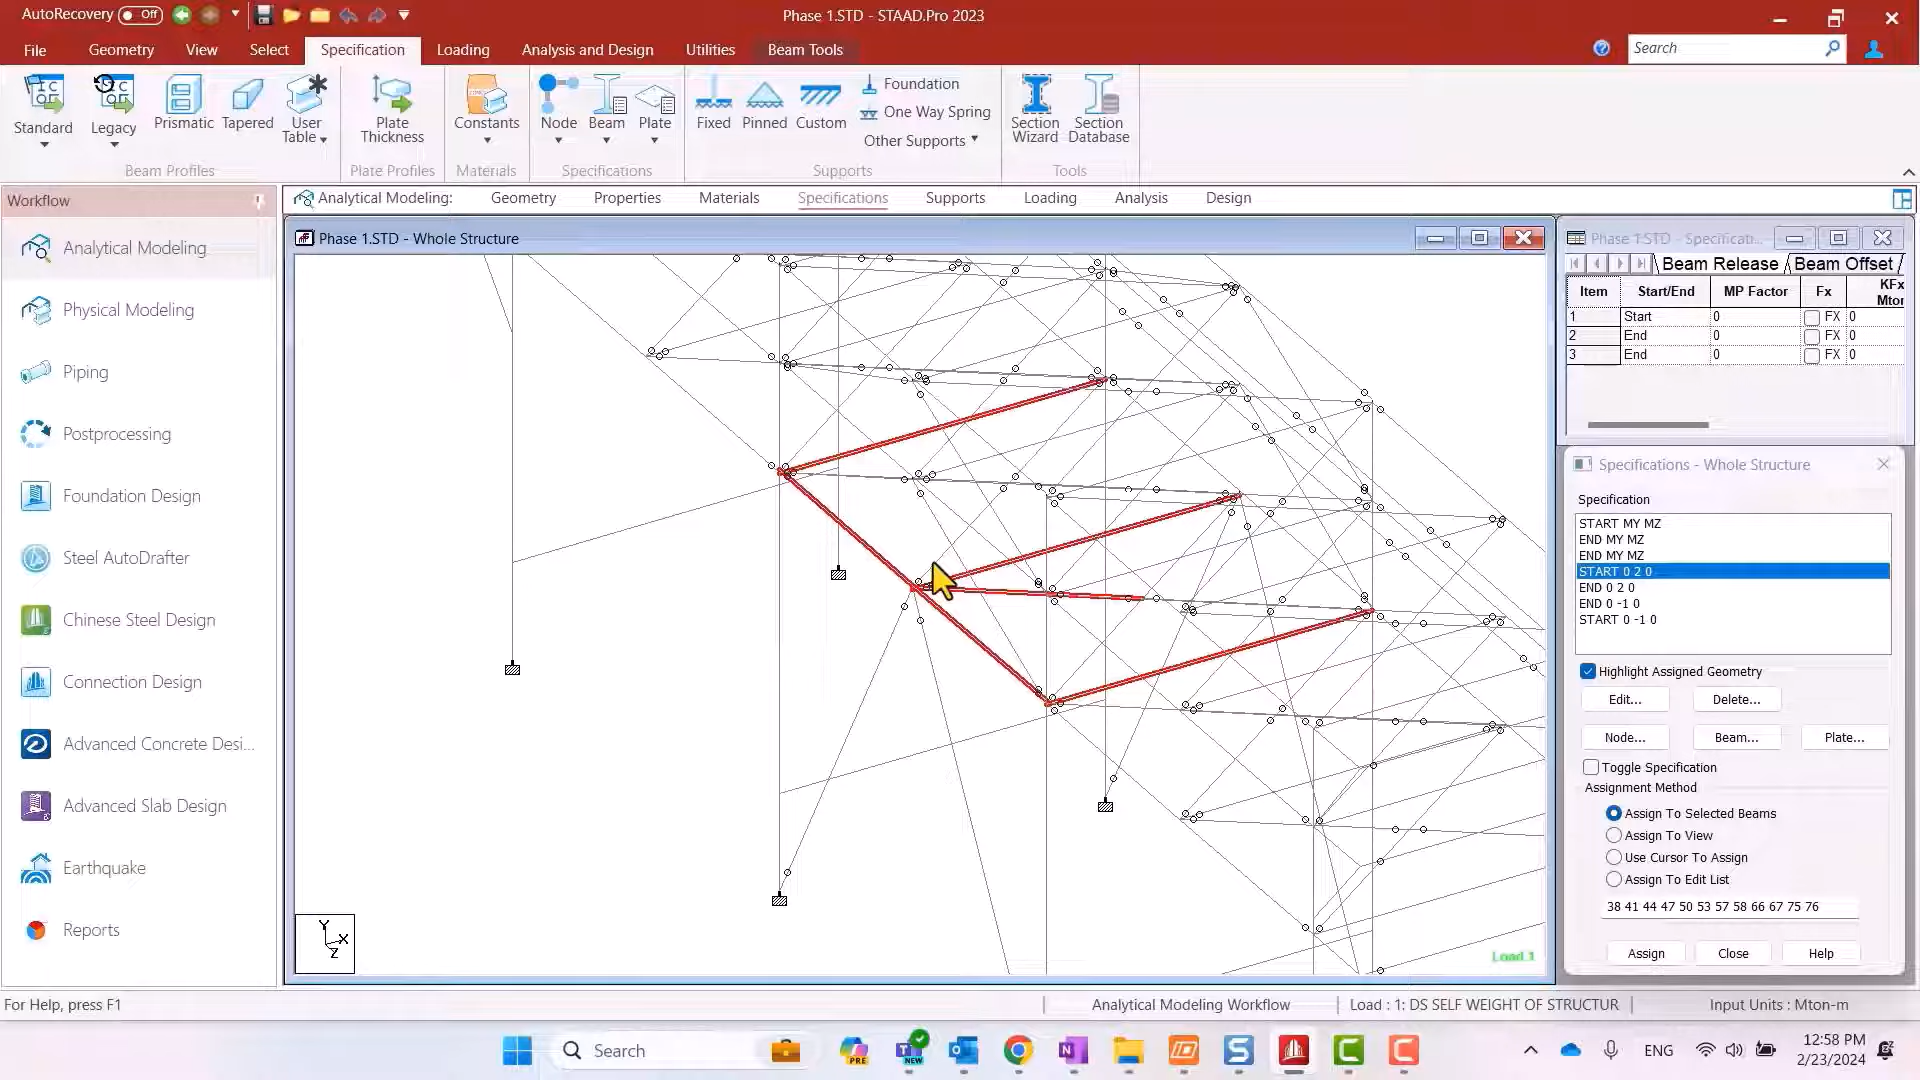 AutoRecovery Off
Phase 1.STD - STAAD.Pro 2023
File Geometry View Select Specification Loading Analysis and Design Utilities Beam Tools
Search
Standard Legacy Prismatic Tapered User Table
Beam Profiles
Plate Thickness
Plate Profiles
Constants
Materials
Node Beam Plate
Specifications
Fixed Pinned Custom
Foundation
One Way Spring
Other Supports
Supports
Section Wizard Section Database
Tools
Workflow
Analytical Modeling: Geometry Properties Materials Specifications Supports Loading Analysis Design
Analytical Modeling
Physical Modeling
Piping
Postprocessing
Foundation Design
Steel AutoDrafter
Chinese Steel Design
Connection Design
Advanced Concrete Desi...
Advanced Slab Design
Earthquake
Reports
Phase 1.STD - Whole Structure
Y
X
Z
Load 1
Phase 1.STD - Specificati...
Beam Release Beam Offset
Item Start/End MP Factor Fx KFx Mton
1 Start 0 FX 0
2 End 0 FX 0
3 End 0 FX 0
Specifications - Whole Structure
Specification
START MY MZ
END MY MZ
END MY MZ
START 0 2 0
END 0 2 0
END 0 -1 0
START 0 -1 0
Highlight Assigned Geometry
Edit... Delete...
Node... Beam... Plate...
Toggle Specification
Assignment Method
Assign To Selected Beams
Assign To View
Use Cursor To Assign
Assign To Edit List
38 41 44 47 50 53 57 58 66 67 75 76
Assign Close Help
For Help, press F1
Analytical Modeling Workflow
Load : 1: DS SELF WEIGHT OF STRUCTUR
Input Units : Mton-m
Search
PRE
NEW
ENG
12:58 PM
2/23/2024